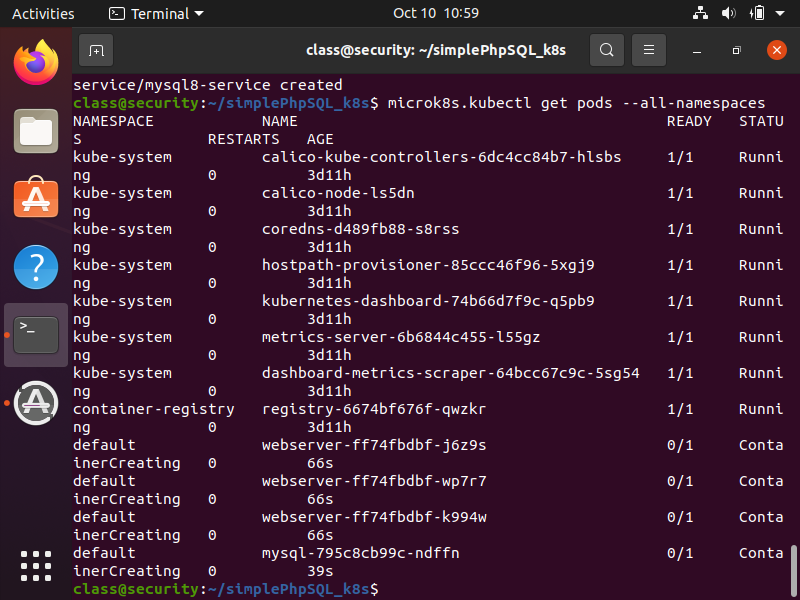 Activities Terminal Oct 10 10:59
class@security: ~/simplePhpSQL_k8s
service/mysql8-service created
class@security:~/simplePhpSQL_k8s$ microk8s.kubectl get pods --all-namespaces
NAMESPACE NAME READY STATU
S RESTARTS AGE
kube-system calico-kube-controllers-6dc4cc84b7-hlsbs 1/1 Runni
ng 0 3d11h
kube-system calico-node-ls5dn 1/1 Runni
ng 0 3d11h
kube-system coredns-d489fb88-s8rss 1/1 Runni
ng 0 3d11h
kube-system hostpath-provisioner-85ccc46f96-5xgj9 1/1 Runni
ng 0 3d11h
kube-system kubernetes-dashboard-74b66d7f9c-q5pb9 1/1 Runni
ng 0 3d11h
kube-system metrics-server-6b6844c455-l55gz 1/1 Runni
ng 0 3d11h
kube-system dashboard-metrics-scraper-64bcc67c9c-5sg54 1/1 Runni
ng 0 3d11h
container-registry registry-6674bf676f-qwzkr 1/1 Runni
ng 0 3d11h
default webserver-ff74fbdbf-j6z9s 0/1 Conta
inerCreating 0 66s
default webserver-ff74fbdbf-wp7r7 0/1 Conta
inerCreating 0 66s
default webserver-ff74fbdbf-k994w 0/1 Conta
inerCreating 0 66s
default mysql-795c8cb99c-ndffn 0/1 Conta
inerCreating 0 39s
class@security:~/simplePhpSQL_k8s$